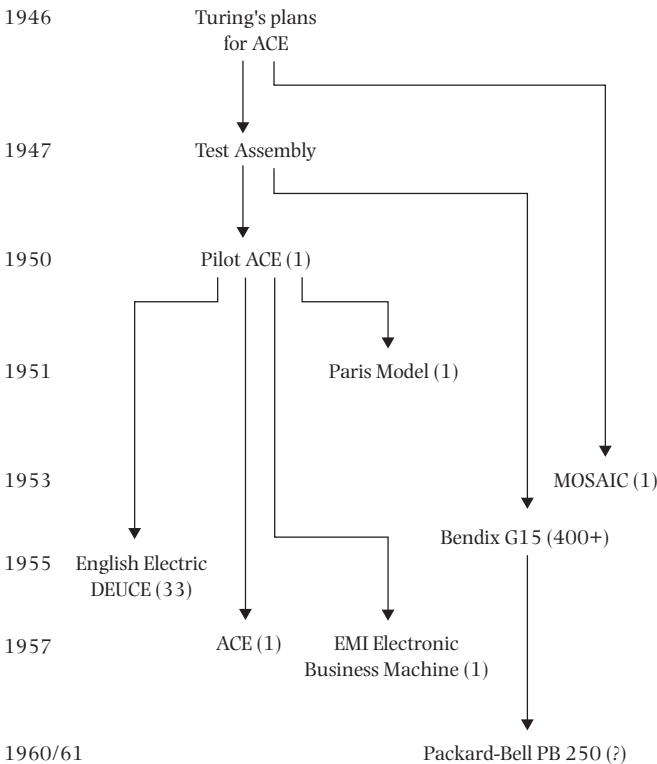 1946
Turing's plans
for ACE
1947
Test Assembly
1950
Pilot ACE (1)
1951
Paris Model (1)
1953
MOSAIC (1)
Bendix G15 (400+)
1955
English Electric
DEUCE (33)
1957
ACE (1)
EMI Electronic
Business Machine (1)
1960/61
Packard-Bell PB 250 (?)